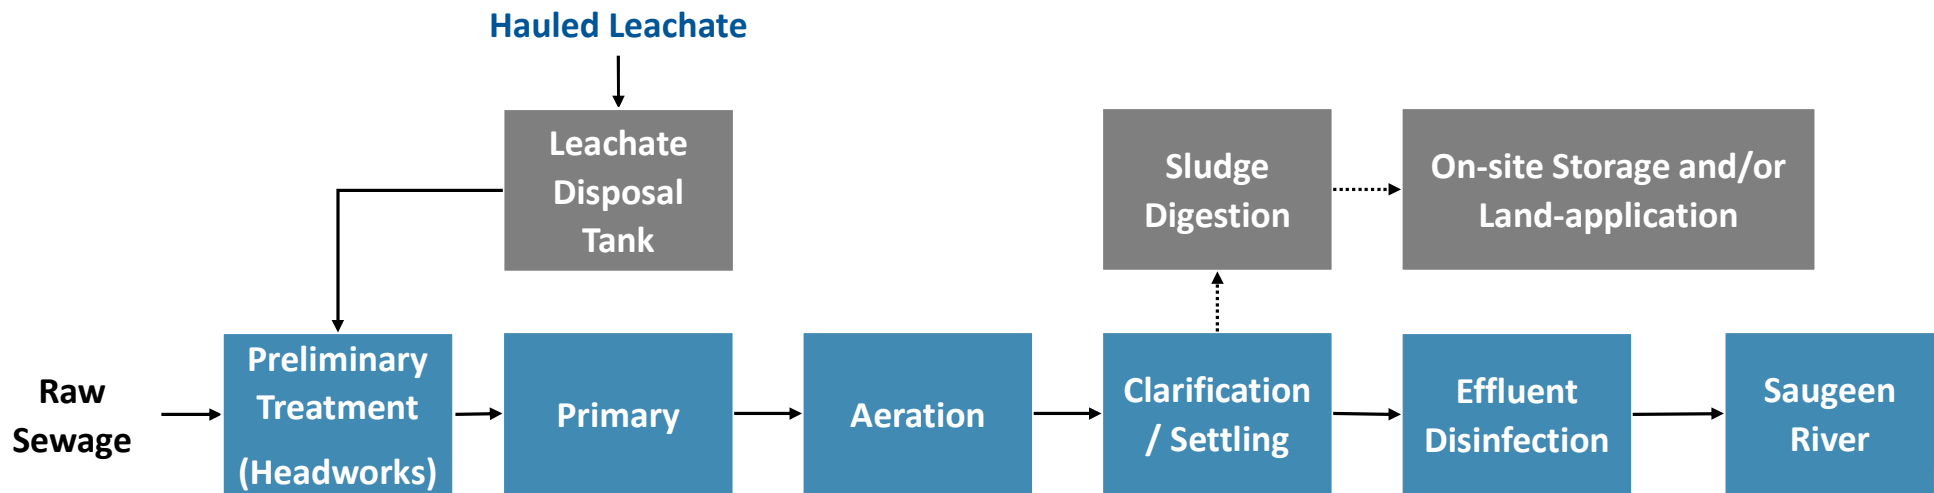 Hauled Leachate
Leachate
Disposal
Tank
Sludge
Digestion
On-site Storage and/or
Land-application
Raw
Sewage
Preliminary
Treatment
(Headworks)
Primary
Aeration
Clarification
/ Settling
Effluent
Disinfection
Saugeen
River